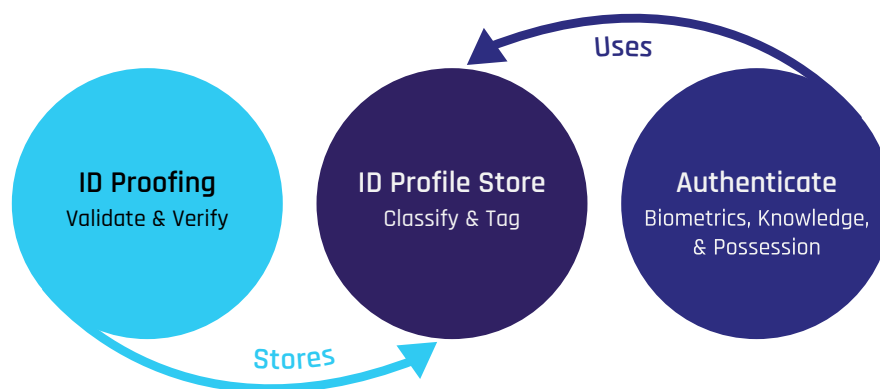 Uses
ID Proofing
Validate & Verify
ID Profile Store
Classify & Tag
Authenticate
Biometrics, Knowledge,
& Possession
Stores